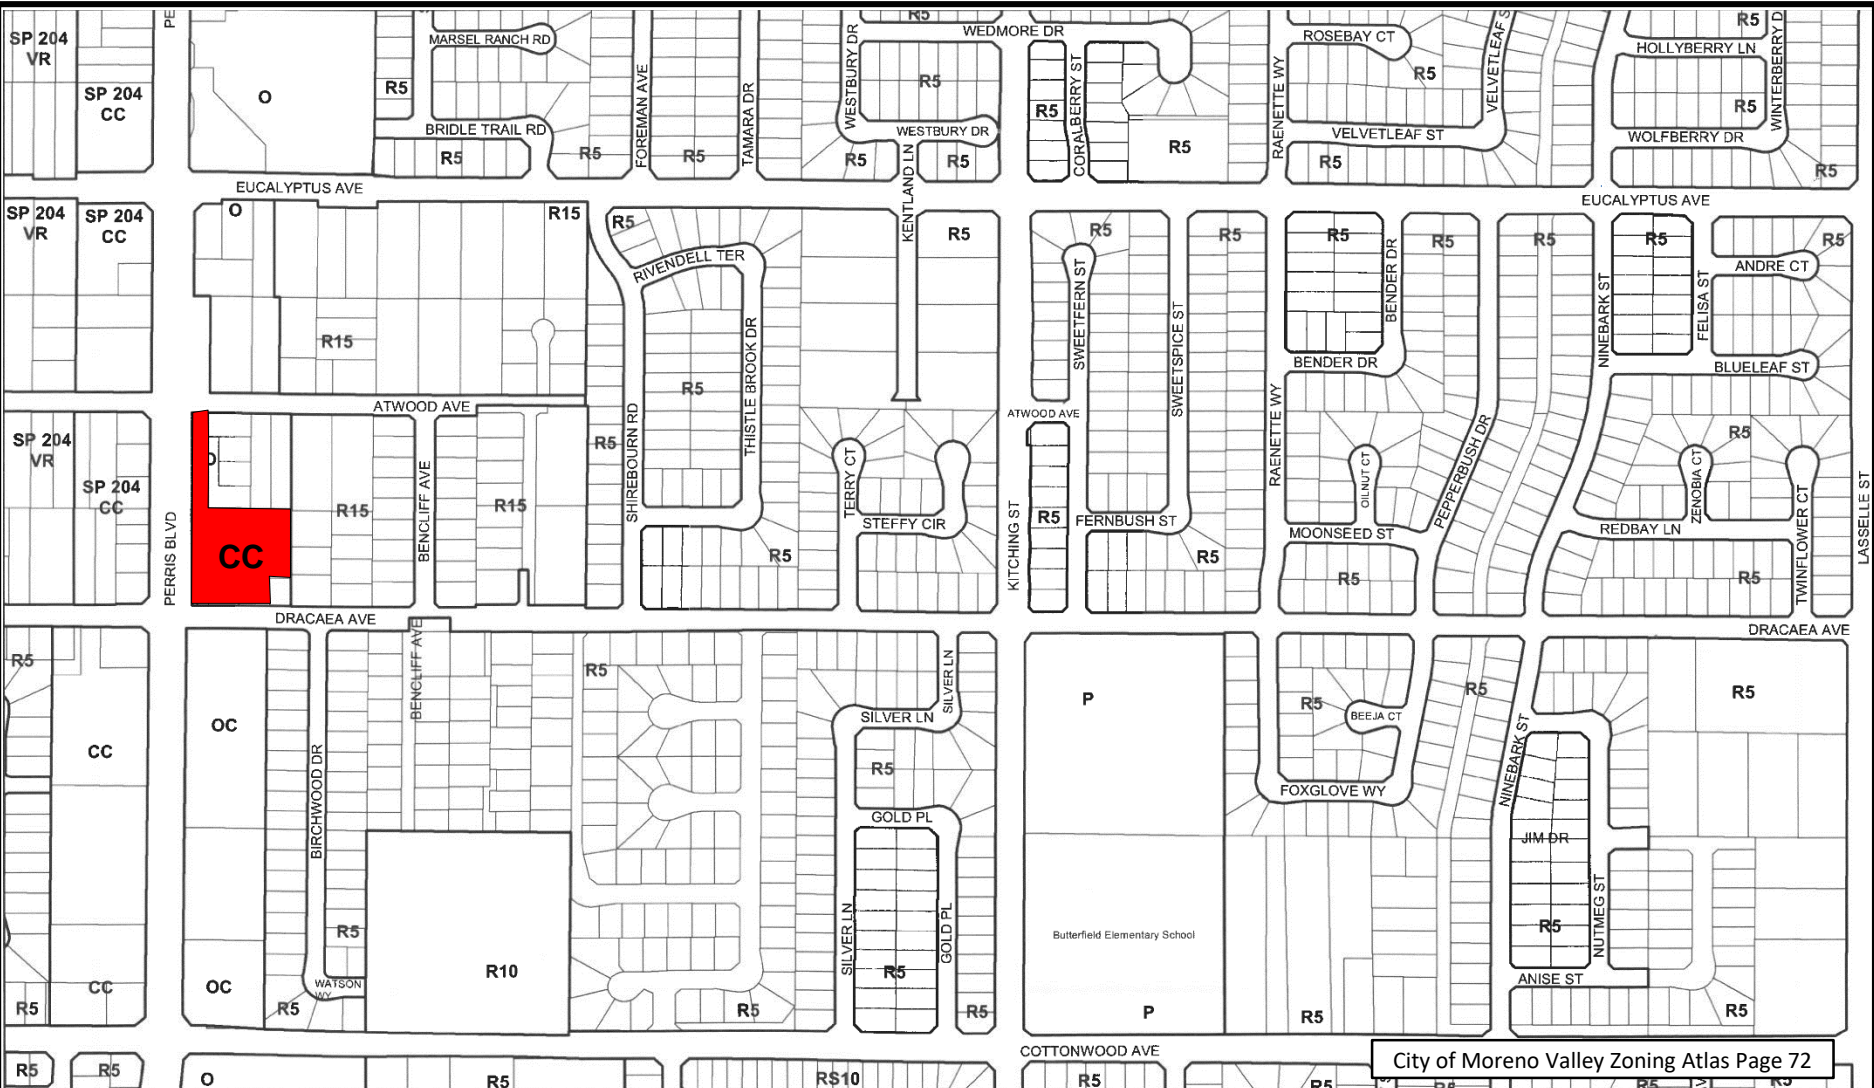 SP 204
VR
SP 204
CC
PE
O
R5
MARSEL RANCH RD
BRIDLE TRAIL RD
R5
R5
FOREMAN AVE
R5
TAMARA DR
WESTBURY DR
R5
WEDMORE DR
R5
WESTBURY DR
R5
R5
KENTLAND LN
R5
CORALBERRY ST
R5
RAENETTE WY
ROSEBAY CT
R5
VELVETLEAF S
VELVETLEAF ST
R5
R5
HOLLYBERRY LN
R5
WOLFBERRY DR
WINTERBERRY D
R5
EUCALYPTUS AVE
EUCALYPTUS AVE
SP 204
VR
SP 204
CC
O
R15
R15
R5
RIVENDELL TER
R5
THISTLE BROOK DR
SHIREBOURN RD
R5
R5
SWEETFERN ST
SWEETSPICE ST
R5
R5
BENDER DR
BENDER DR
R5
R5
NINEBARK ST
R5
FELISA ST
R5
ANDRE CT
BLUELEAF ST
ATWOOD AVE
ATWOOD AVE
SP 204
VR
SP 204
CC
PERRIS BLVD
O
CC
R15
BENCLIFF AVE
R15
R5
R5
TERRY CT
STEFFY CIR
KITCHING ST
R5
FERNBUSH ST
R5
RAENETTE WY
OILNUT CT
MOONSEED ST
R5
PEPPERBUSH DR
R5
ZENOBIA CT
REDBAY LN
R5
TWINFLOWER CT
LASSELLE ST
DRACAEA AVE
DRACAEA AVE
R5
CC
CC
R5
OC
OC
BIRCHWOOD DR
BENCLIFF AVE
R5
WATSON
WY
R5
R10
R5
R5
SILVER LN
SILVER LN
R5
GOLD PL
SILVER LN
R5
GOLD PL
R5
P
Butterfield Elementary School
P
R5
BEEJA CT
FOXGLOVE WY
R5
R5
NINEBARK ST
JIM DR
R5
NUTMEG ST
ANISE ST
R5
R5
COTTONWOOD AVE
R5
R5
O
R5
RS10
R5
R5
R5
R5
R5
City of Moreno Valley Zoning Atlas Page 72